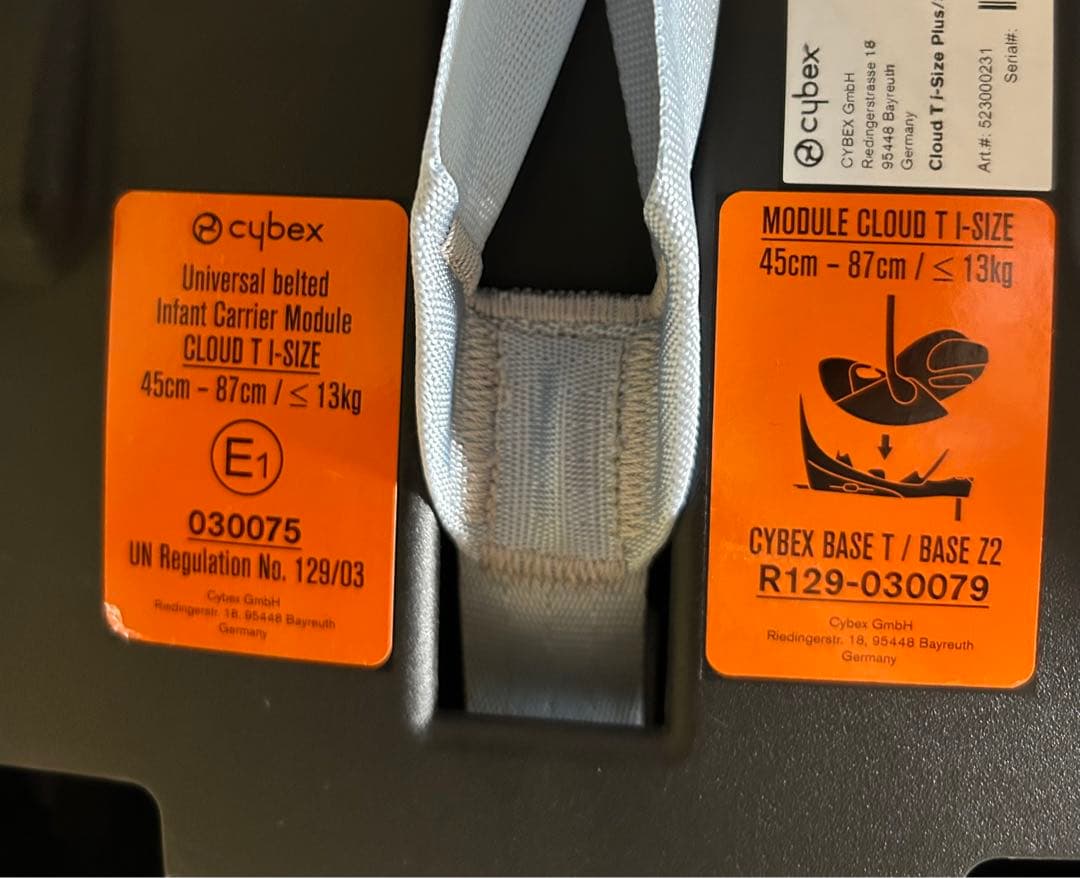 cybex
Universal belted
Infant Carrier Module
CLOUD T I-SIZE
45cm – 87cm / ≤ 13kg
E1
030075
UN Regulation No. 129/03
Cybex GmbH
Riedingerstr. 18, 95448 Bayreuth
Germany
cybex
CYBEX GmbH
Riedingerstrasse 18
95448 Bayreuth
Germany
Cloud T i-Size Plus/
Art.#: 523000231
Serial#:
MODULE CLOUD T I-SIZE
45cm – 87cm / ≤ 13kg
CYBEX BASE T / BASE Z2
R129-030079
Cybex GmbH
Riedingerstr. 18, 95448 Bayreuth
Germany